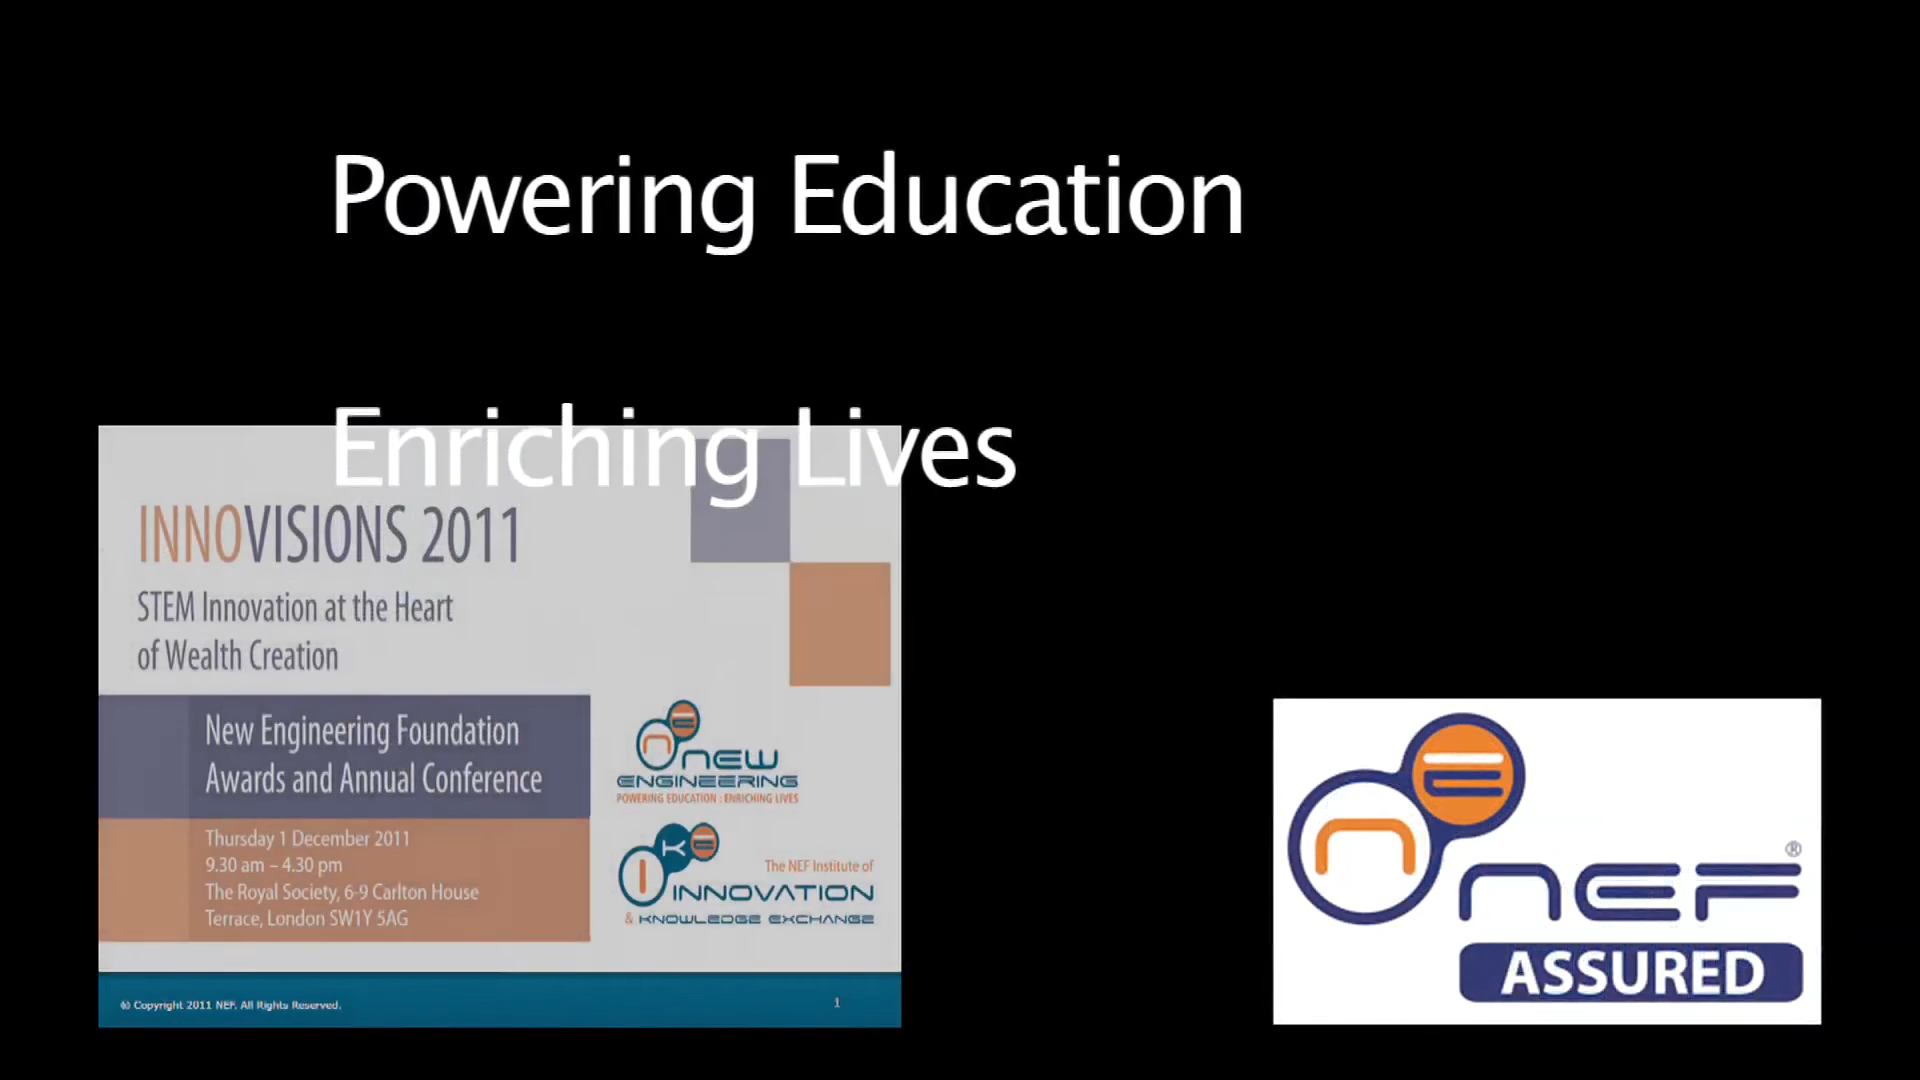 Powering Education
Enriching Lives
INNOVISIONS 2011
STEM Innovation at the Heart
of Wealth Creation
New Engineering Foundation
Awards and Annual Conference
Thursday 1 December 2011
9.30 am – 4.30 pm
The Royal Society, 6-9 Carlton House
Terrace, London SW1Y 5AG
ne
new
ENGINEERING
POWERING EDUCATION : ENRICHING LIVES
IKE
The NEF Institute of
INNOVATION
& KNOWLEDGE EXCHANGE
© Copyright 2011 NEF. All Rights Reserved.
1
ne
nEF®
ASSURED